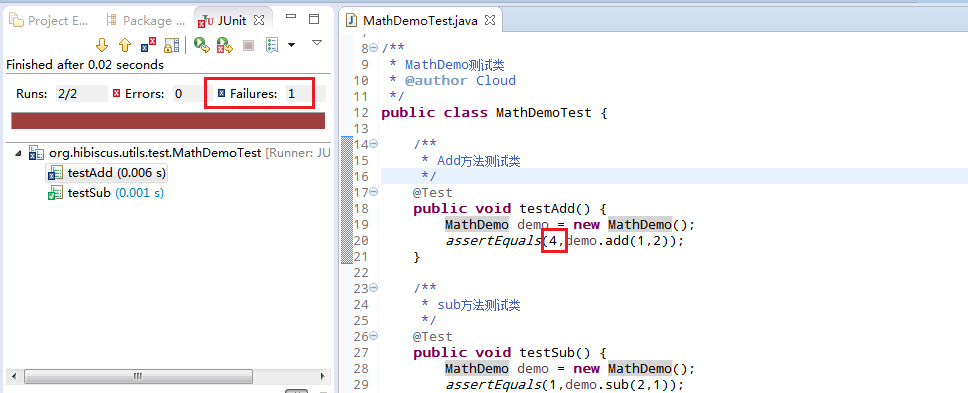 Project E...
Package ...
JUnit
Finished after 0.02 seconds
Runs: 2/2
Errors: 0
Failures: 1
org.hibiscus.utils.test.MathDemoTest [Runner: JU
testAdd (0.006 s)
testSub (0.001 s)
MathDemoTest.java
7
8 /**
9 * MathDemo测试类
10 * @author Cloud
11 */
12 public class MathDemoTest {
13
14 /**
15 * Add方法测试类
16 */
17 @Test
18 public void testAdd() {
19 MathDemo demo = new MathDemo();
20 assertEquals(4,demo.add(1,2));
21 }
22
23 /**
24 * sub方法测试类
25 */
26 @Test
27 public void testSub() {
28 MathDemo demo = new MathDemo();
29 assertEquals(1,demo.sub(2,1));